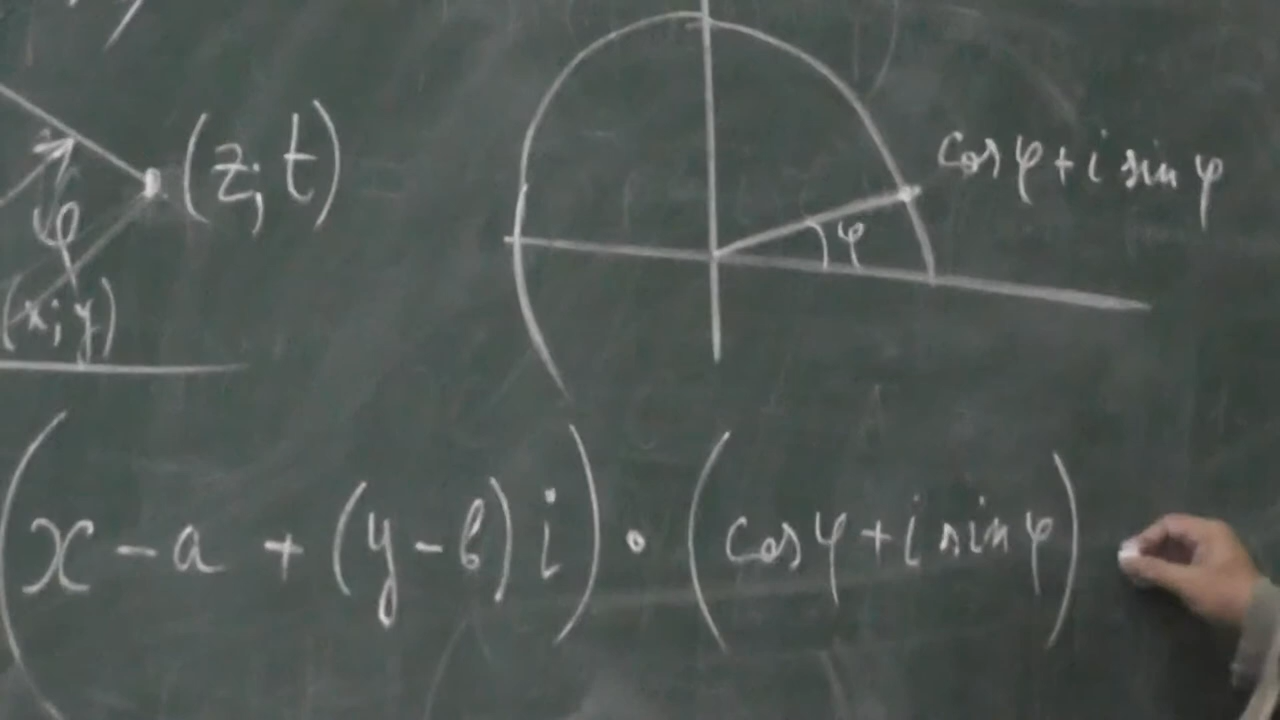 (z; t)
cos φ + i sin φ
φ
φ
(x; y)
(x - a + (y - b) i) · (cos φ + i sin φ)